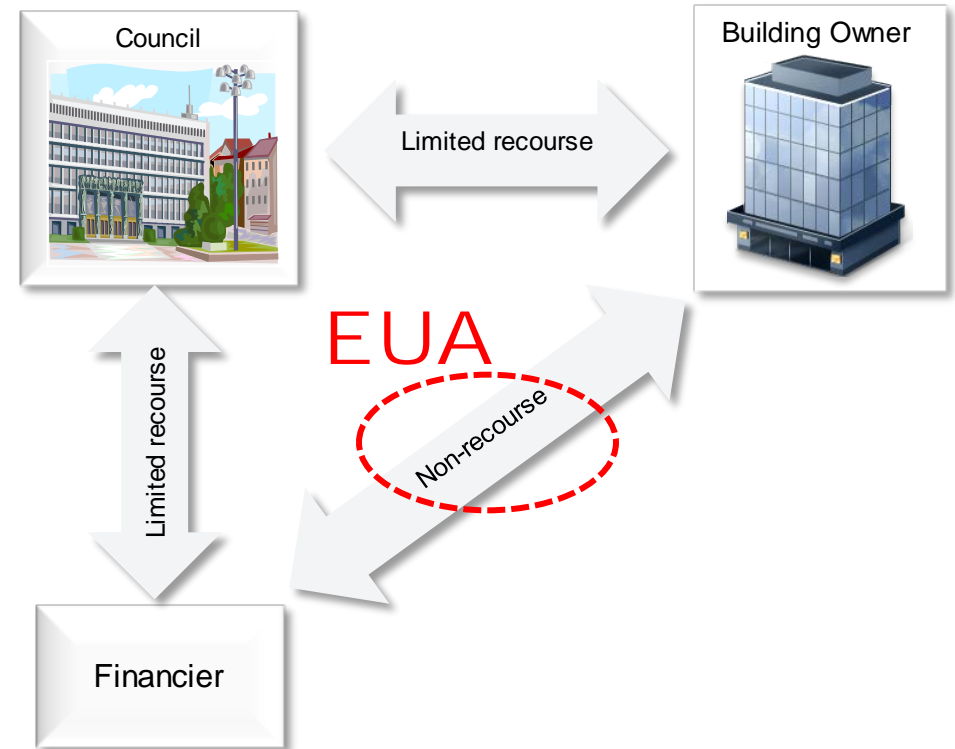 Council
Building Owner
Limited recourse
EUA
Limited recourse
Non-recourse
Financier